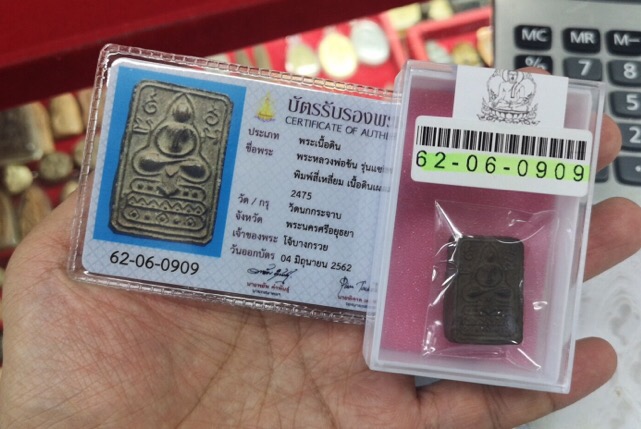 บัตรรับรองพระ
CERTIFICATE OF AUTH
ประเภท พระเนื้อดิน
ชื่อพระ พระหลวงพ่อขัน รุ่นแซยิด
พิมพ์สี่เหลี่ยม เนื้อดินเผา
2475
วัด / กรุ วัดนกกระจาบ
จังหวัด พระนครศรีอยุธยา
เจ้าของพระ โจ้บางกรวย
วันออกบัตร 04 มิถุนายน 2562
62-06-0909
62-06-0909
MC MR M-
7 8